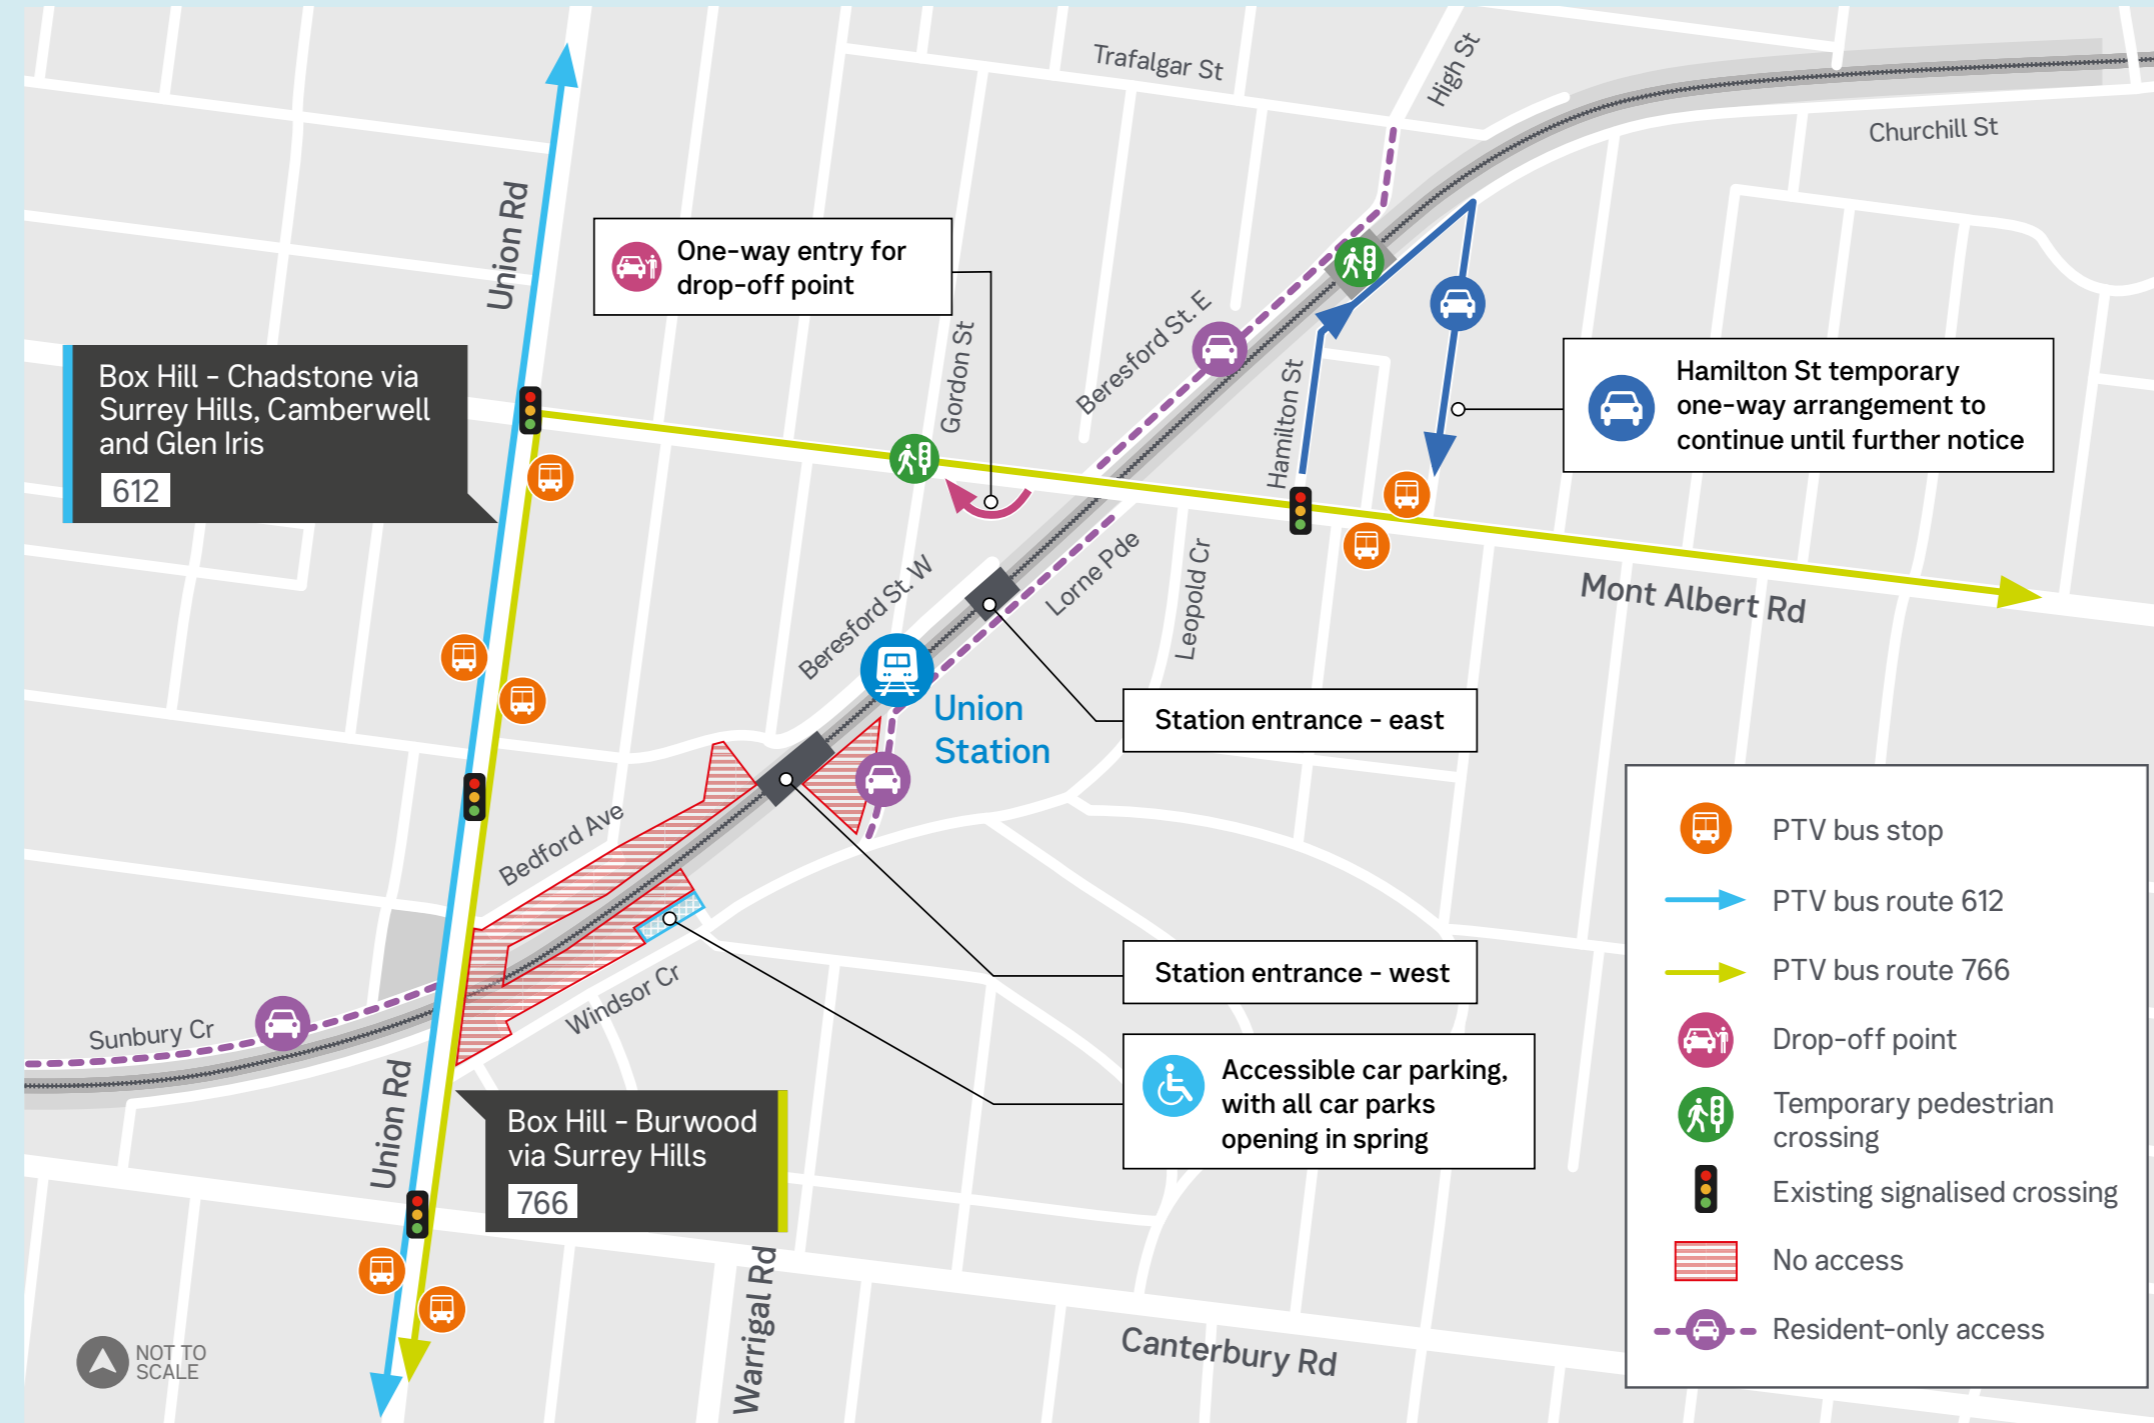 Trafalgar St
High St
Churchill St
Union Rd
One-way entry for
drop-off point
Gordon St
Beresford St. E
Hamilton St
Box Hill - Chadstone via
Surrey Hills, Camberwell
and Glen Iris
612
Hamilton St temporary
one-way arrangement to
continue until further notice
Beresford St. W
Lorne Pde
Leopold Cr
Mont Albert Rd
Union
Station
Station entrance - east
Bedford Ave
Station entrance - west
Windsor Cr
Sunbury Cr
Accessible car parking,
with all car parks
opening in spring
Union Rd
Box Hill - Burwood
via Surrey Hills
766
Warrigal Rd
Canterbury Rd
NOT TO
SCALE
PTV bus stop
PTV bus route 612
PTV bus route 766
Drop-off point
Temporary pedestrian
crossing
Existing signalised crossing
No access
Resident-only access